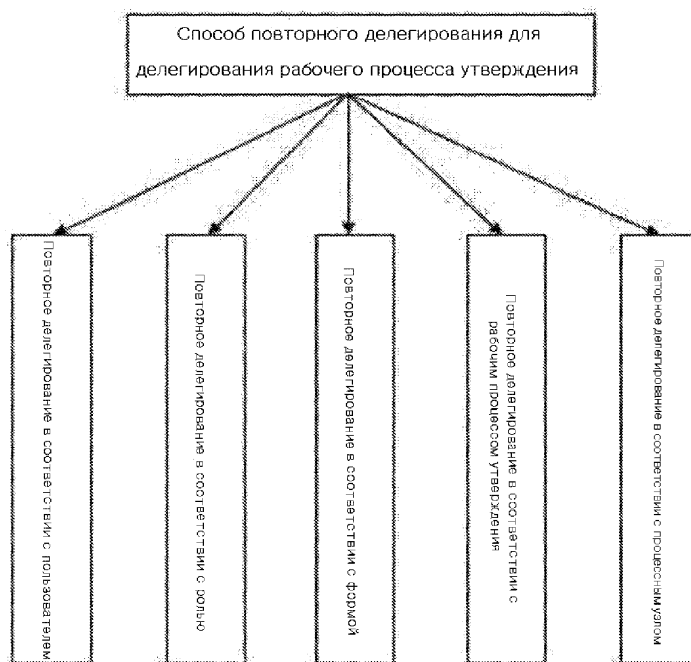 Способ повторного делегирования для
делегирования рабочего процесса утверждения
Повторное делегирование в соответствии с пользователем
Повторное делегирование в соответствии с ролью
Повторное делегирование в соответствии с формой
Повторное делегирование в соответствии с
рабочим процессом утверждения
Повторное делегирование в соответствии с процессным узлом